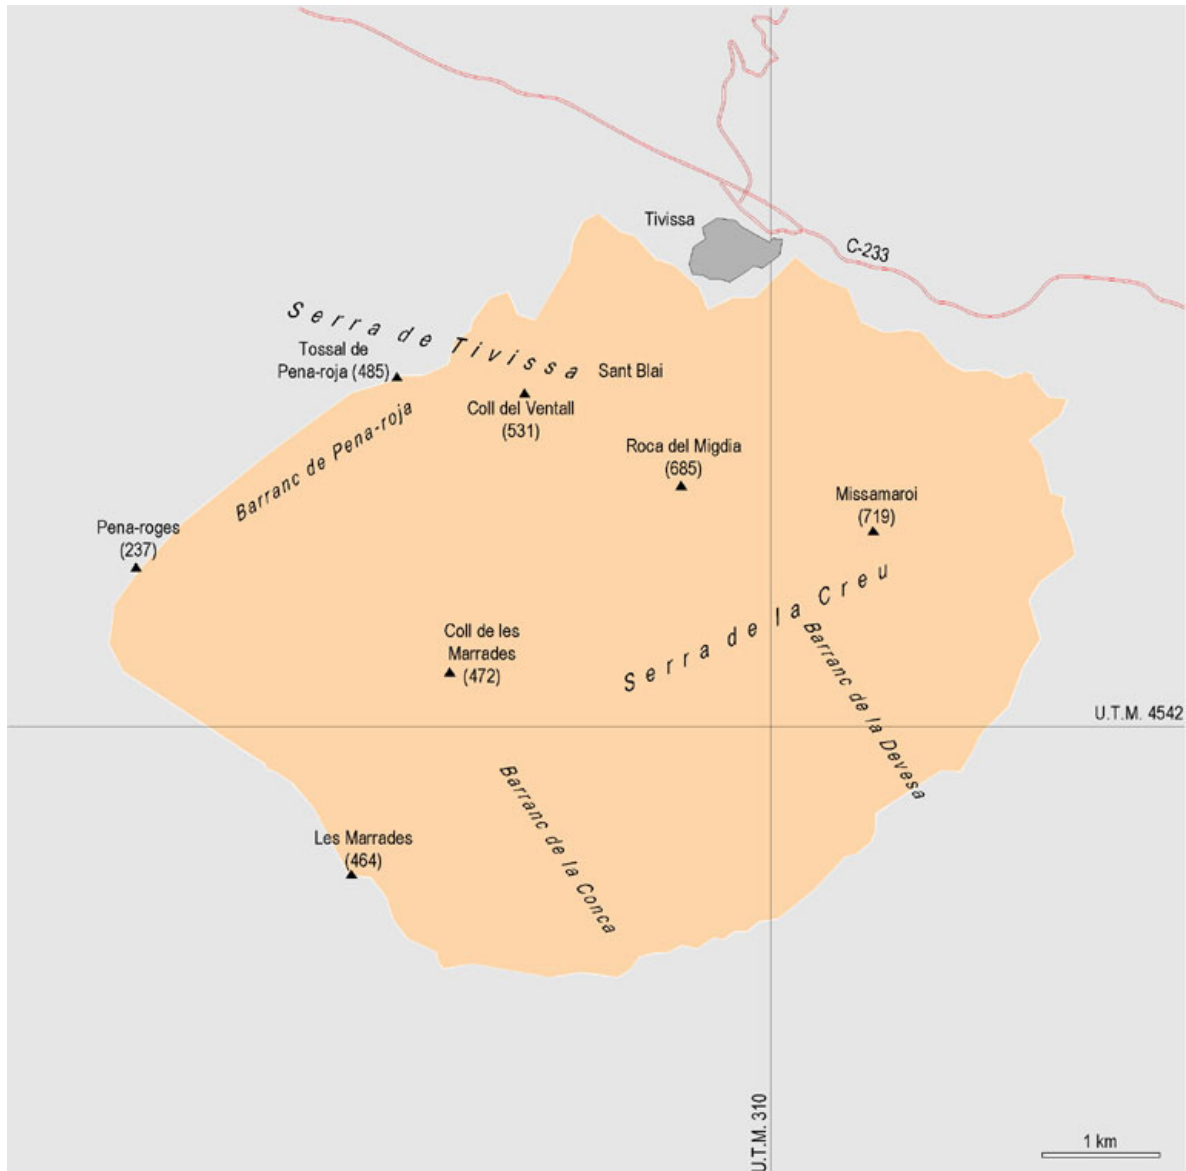 Tivissa
C-233
Serra de Tivissa
Tossal de
Pena-roja (485)
Sant Blai
Coll del Ventall
(531)
Barranc de Pena-roja
Roca del Migdia
(685)
Missamaroi
(719)
Pena-roges
(237)
Serra de la Creu
Coll de les
Marrades
(472)
Barranc de la Devesa
U.T.M. 4542
Barranc de la Conca
Les Marrades
(464)
U.T.M. 310
1 km